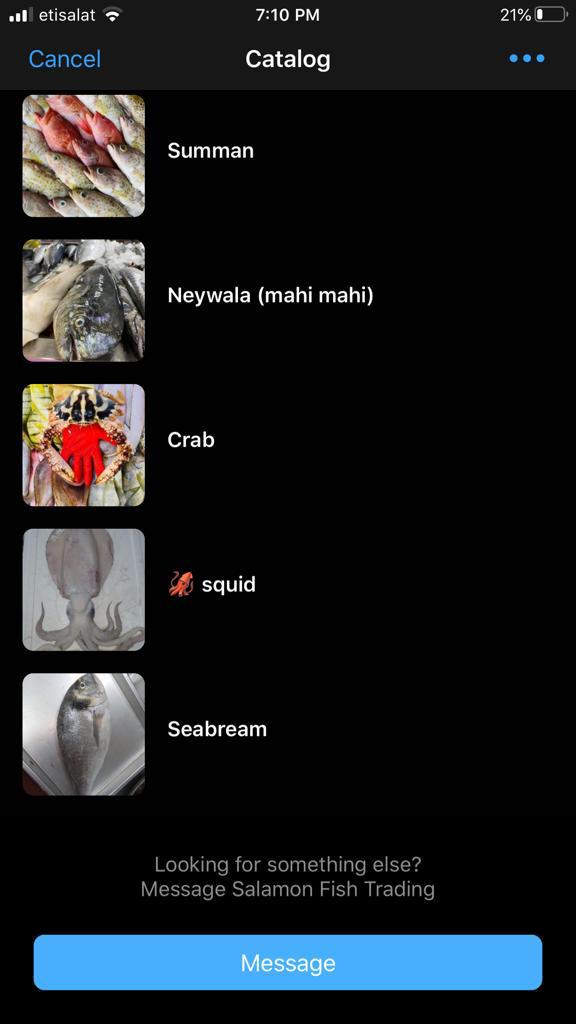 etisalat 7:10 PM 21%
Cancel Catalog
Summan
Neywala (mahi mahi)
Crab
🦑 squid
Seabream
Looking for something else?
Message Salamon Fish Trading
Message